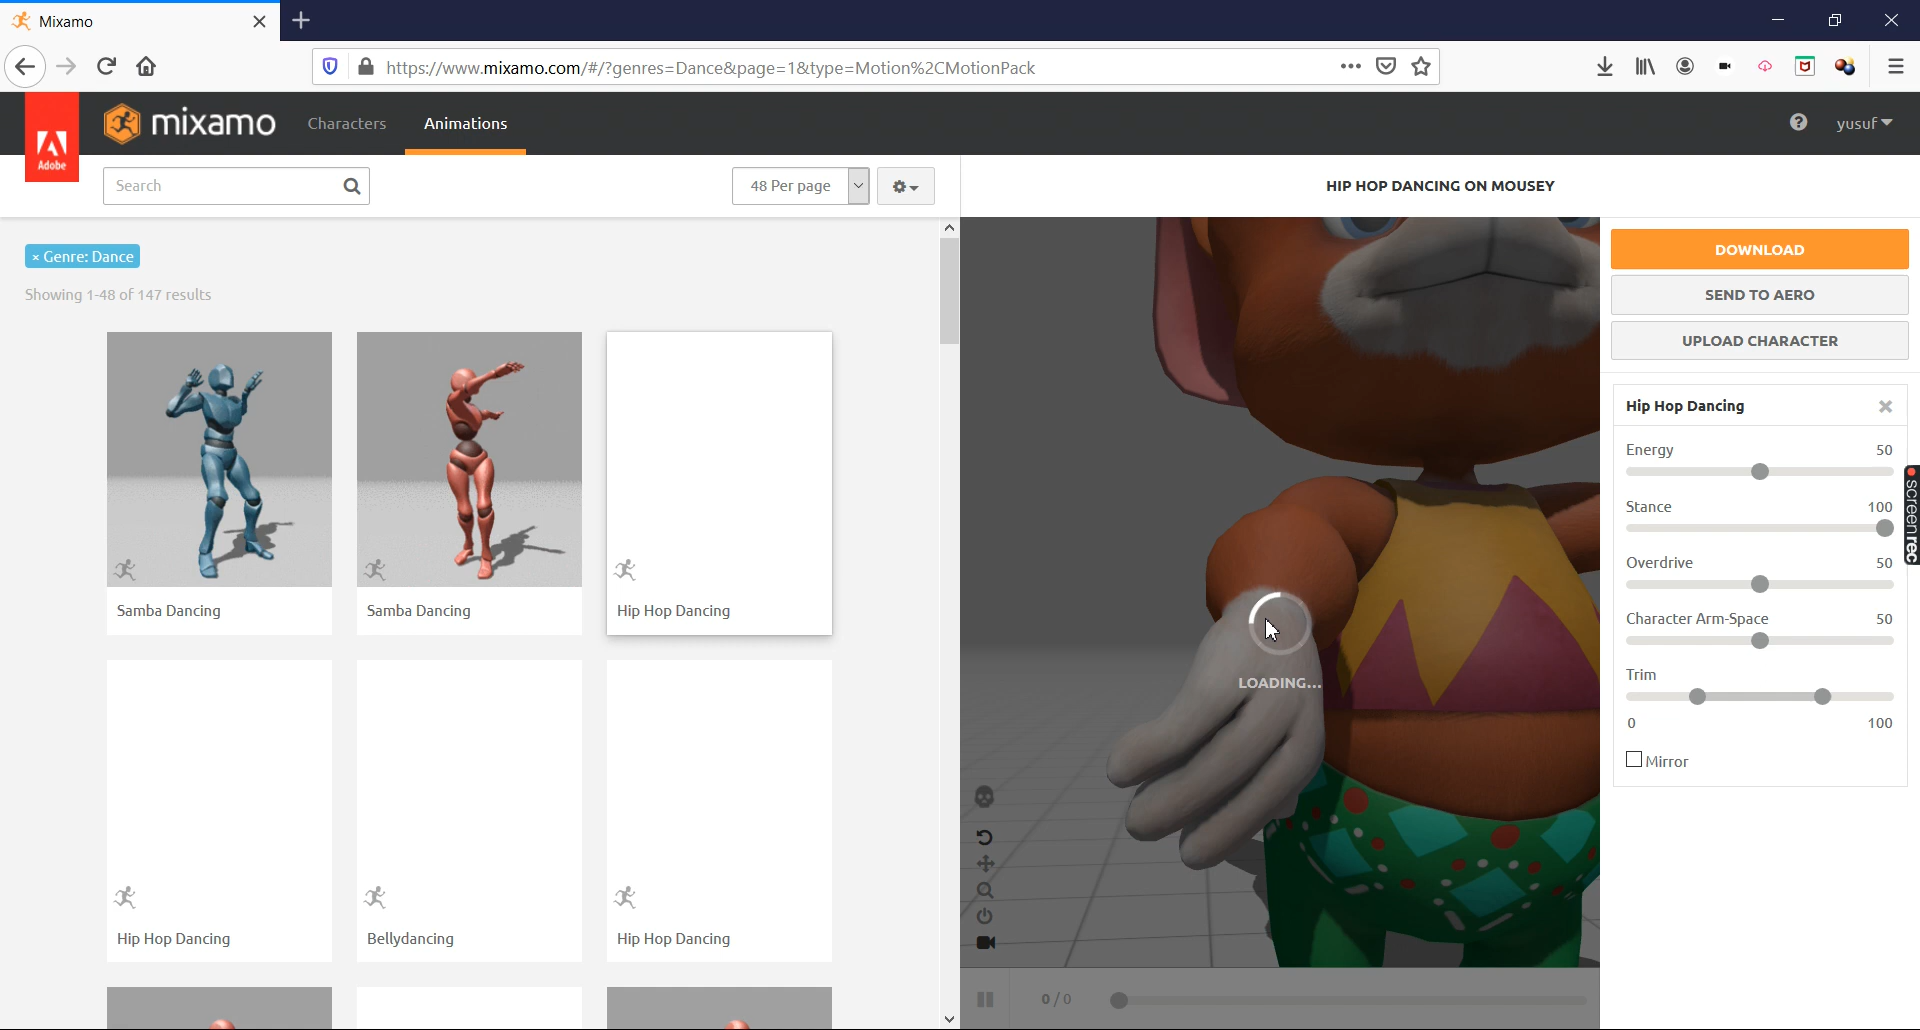 Mixamo
https://www.mixamo.com/#/?genres=Dance&page=1&type=Motion%2CMotionPack
Adobe
mixamo
Characters
Animations
yusuf
Search
48 Per page
HIP HOP DANCING ON MOUSEY
× Genre: Dance
Showing 1-48 of 147 results
Samba Dancing
Samba Dancing
Hip Hop Dancing
Hip Hop Dancing
Bellydancing
Hip Hop Dancing
LOADING...
0 / 0
DOWNLOAD
SEND TO AERO
UPLOAD CHARACTER
Hip Hop Dancing
Energy 50
Stance 100
Overdrive 50
Character Arm-Space 50
Trim
0 100
Mirror
screenrec